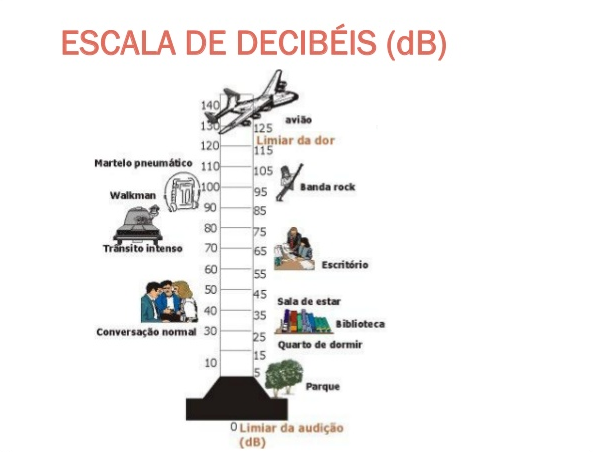 ESCALA DE DECIBÉIS (dB)
140
avião
130
125
Limiar da dor
120
115
Martelo pneumático
110
105
100
Banda rock
95
Walkman
90
85
80
75
Trânsito intenso
70
65
Escritório
60
55
50
45
Sala de estar
40
35
Biblioteca
Conversação normal
30
25
Quarto de dormir
15
10
5
Parque
0 Limiar da audição
(dB)